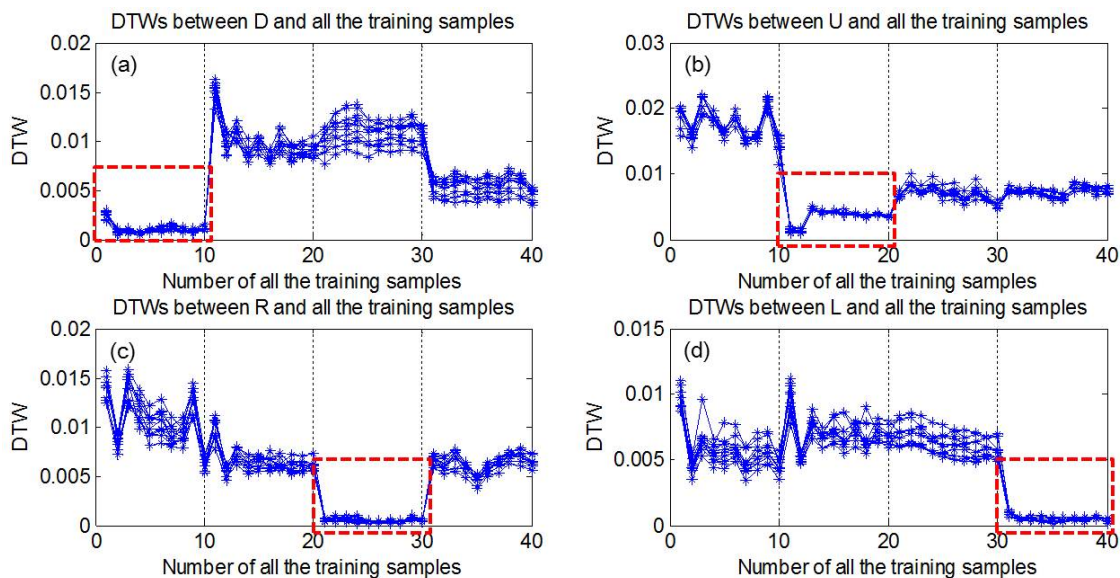 DTWs between D and all the training samples
0.02
0.015
0.01
0.005
0
(a)
DTW
0 10 20 30 40
Number of all the training samples
DTWs between U and all the training samples
0.03
0.02
0.01
0
(b)
DTW
0 10 20 30 40
Number of all the training samples
DTWs between R and all the training samples
0.02
0.015
0.01
0.005
0
(c)
DTW
0 10 20 30 40
Number of all the training samples
DTWs between L and all the training samples
0.015
0.01
0.005
0
(d)
DTW
0 10 20 30 40
Number of all the training samples